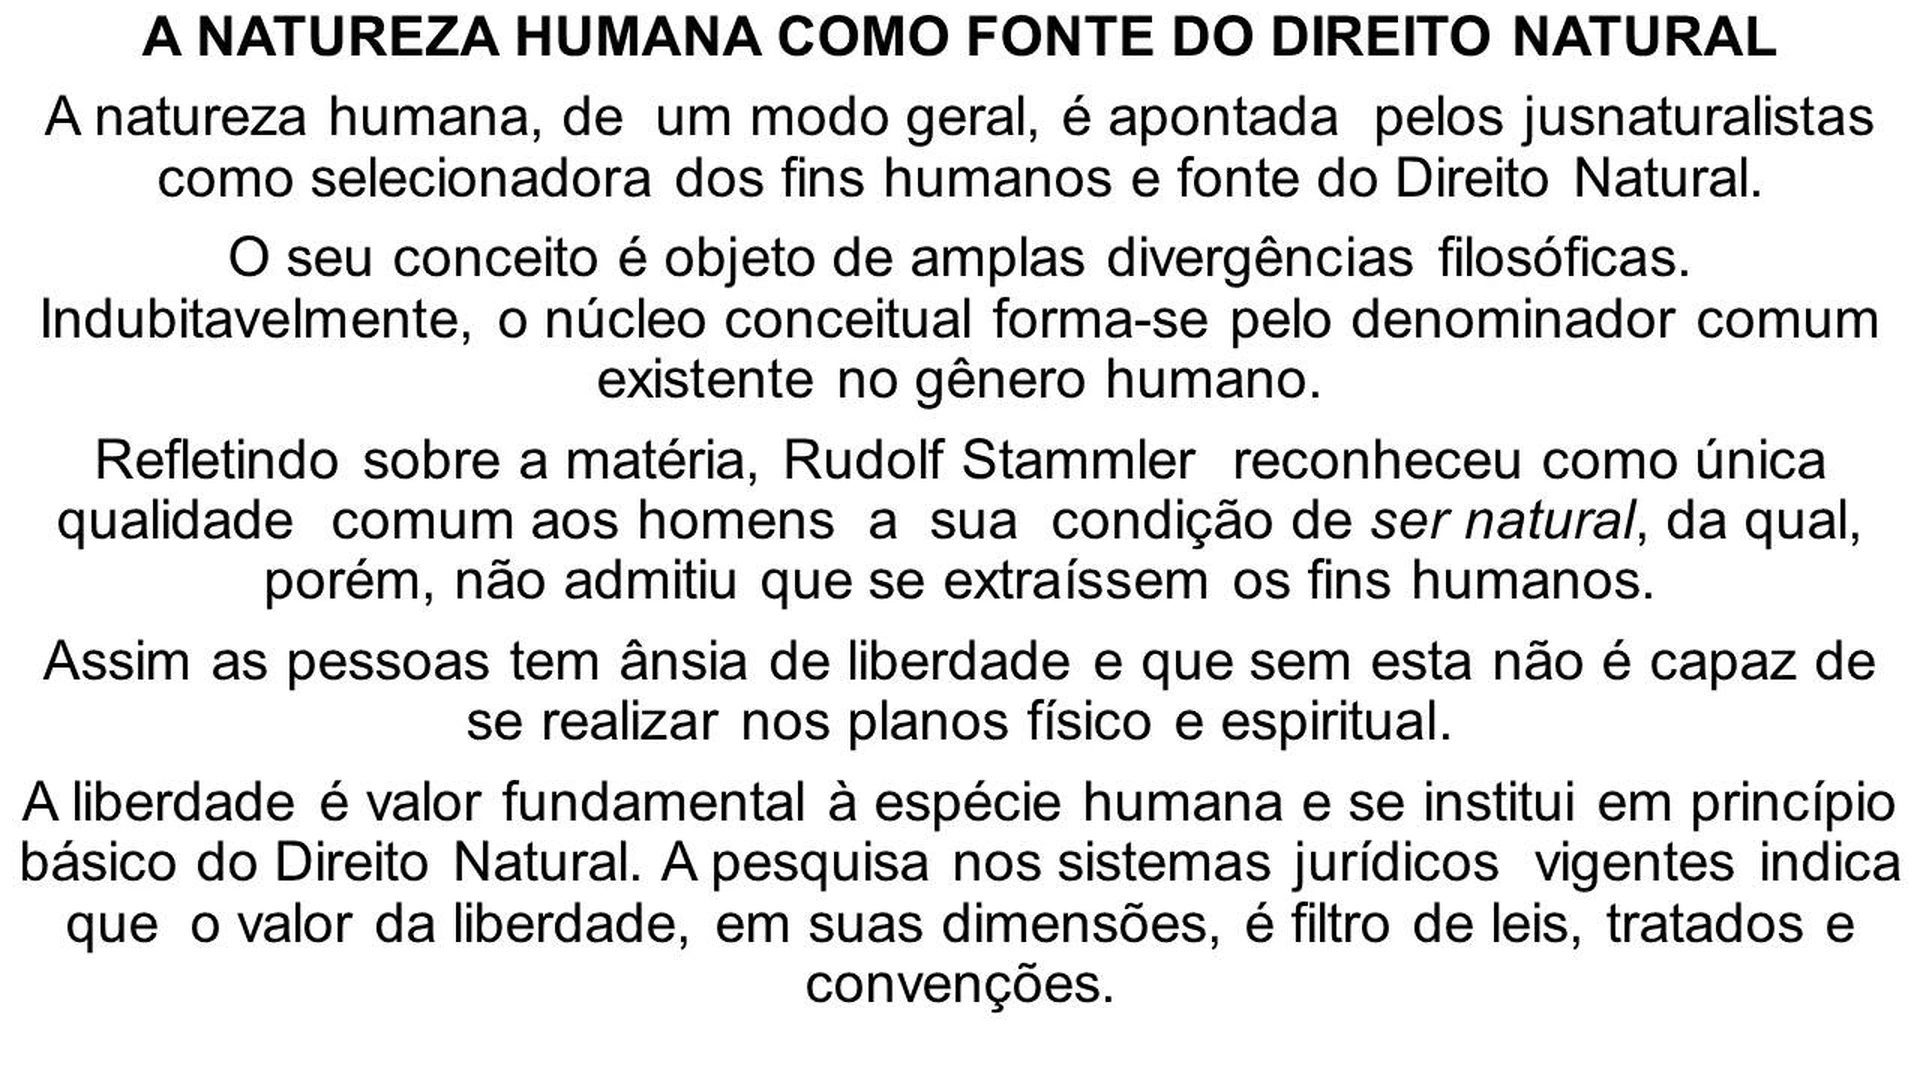 A NATUREZA HUMANA COMO FONTE DO DIREITO NATURAL
A natureza humana, de um modo geral, é apontada pelos jusnaturalistas
como selecionadora dos fins humanos e fonte do Direito Natural.
O seu conceito é objeto de amplas divergências filosóficas.
Indubitavelmente, o núcleo conceitual forma-se pelo denominador comum
existente no gênero humano.
Refletindo sobre a matéria, Rudolf Stammler reconheceu como única
qualidade comum aos homens a sua condição de ser natural, da qual,
porém, não admitiu que se extraíssem os fins humanos.
Assim as pessoas tem ânsia de liberdade e que sem esta não é capaz de
se realizar nos planos físico e espiritual.
A liberdade é valor fundamental à espécie humana e se institui em princípio
básico do Direito Natural. A pesquisa nos sistemas jurídicos vigentes indica
que o valor da liberdade, em suas dimensões, é filtro de leis, tratados e
convenções.